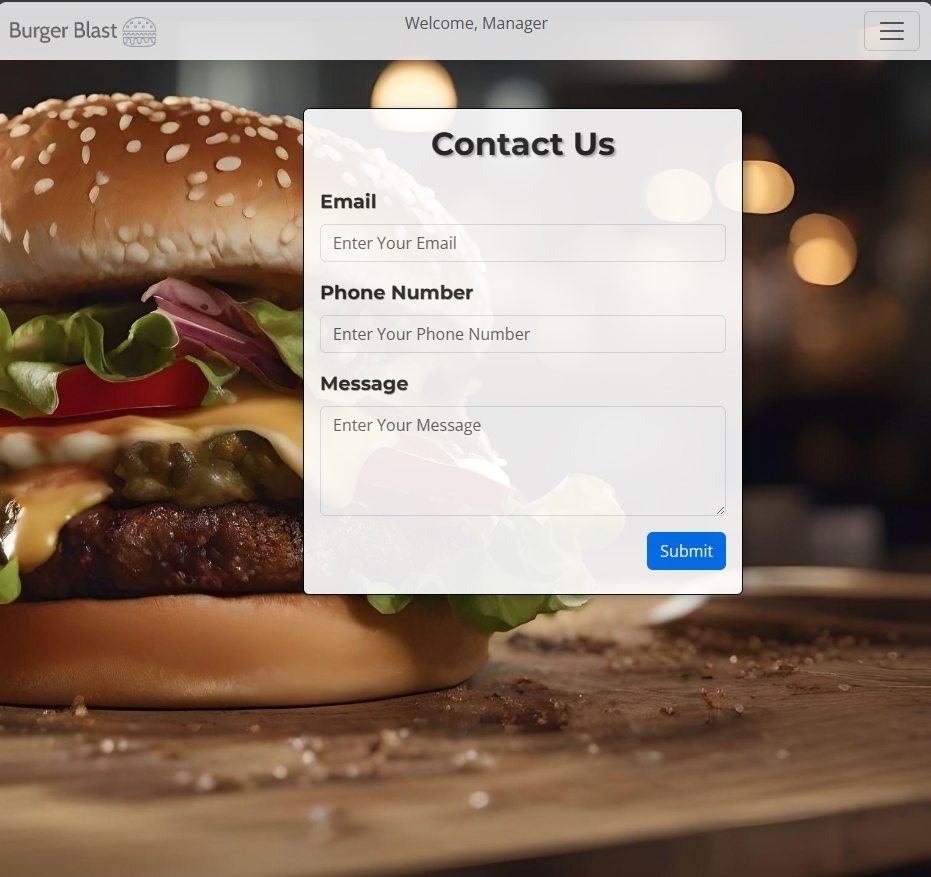 Burger Blast
Welcome, Manager
Contact Us
Email
Enter Your Email
Phone Number
Enter Your Phone Number
Message
Enter Your Message
Submit